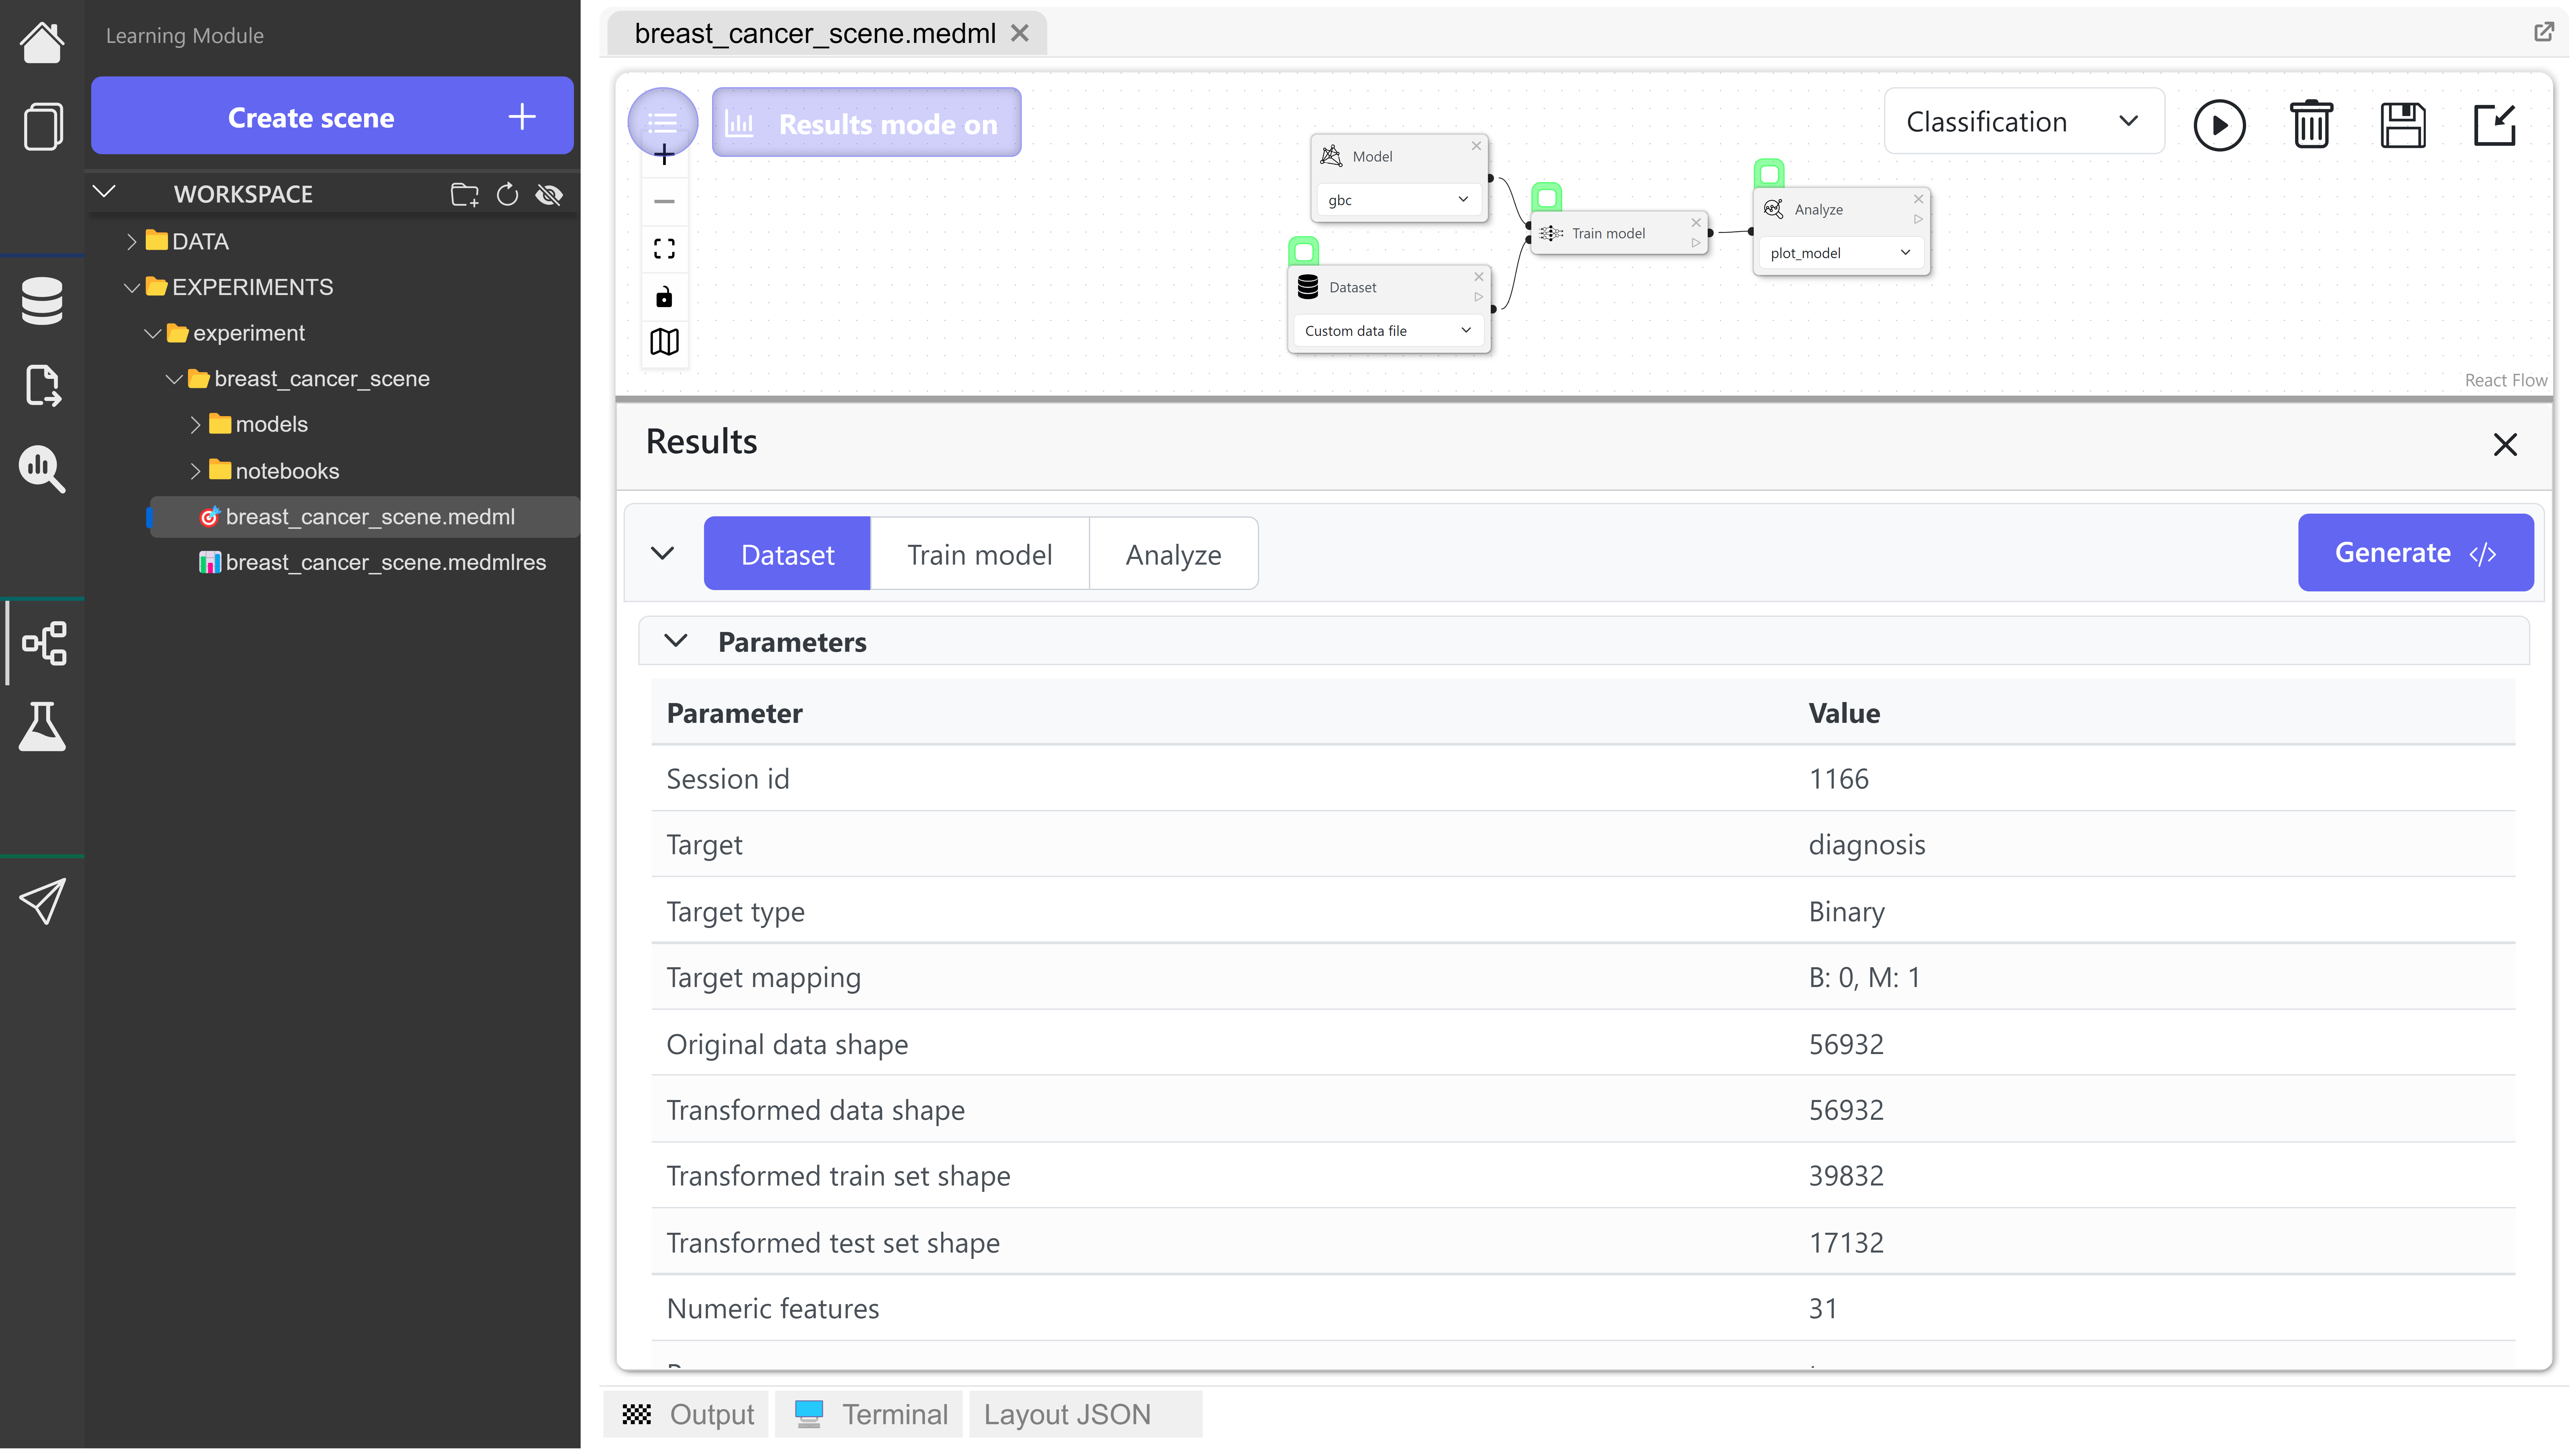 Learning Module
Create scene
WORKSPACE
DATA
EXPERIMENTS
experiment
breast_cancer_scene
models
notebooks
breast_cancer_scene.medml
breast_cancer_scene.medmlres
breast_cancer_scene.medml
Results mode on
Classification
Model
gbc
Dataset
Custom data file
Train model
Analyze
plot_model
React Flow
Results
Dataset Train model Analyze
Generate </>
Parameters
Parameter Value
Session id 1166
Target diagnosis
Target type Binary
Target mapping B: 0, M: 1
Original data shape 56932
Transformed data shape 56932
Transformed train set shape 39832
Transformed test set shape 17132
Numeric features 31
Output Terminal Layout JSON